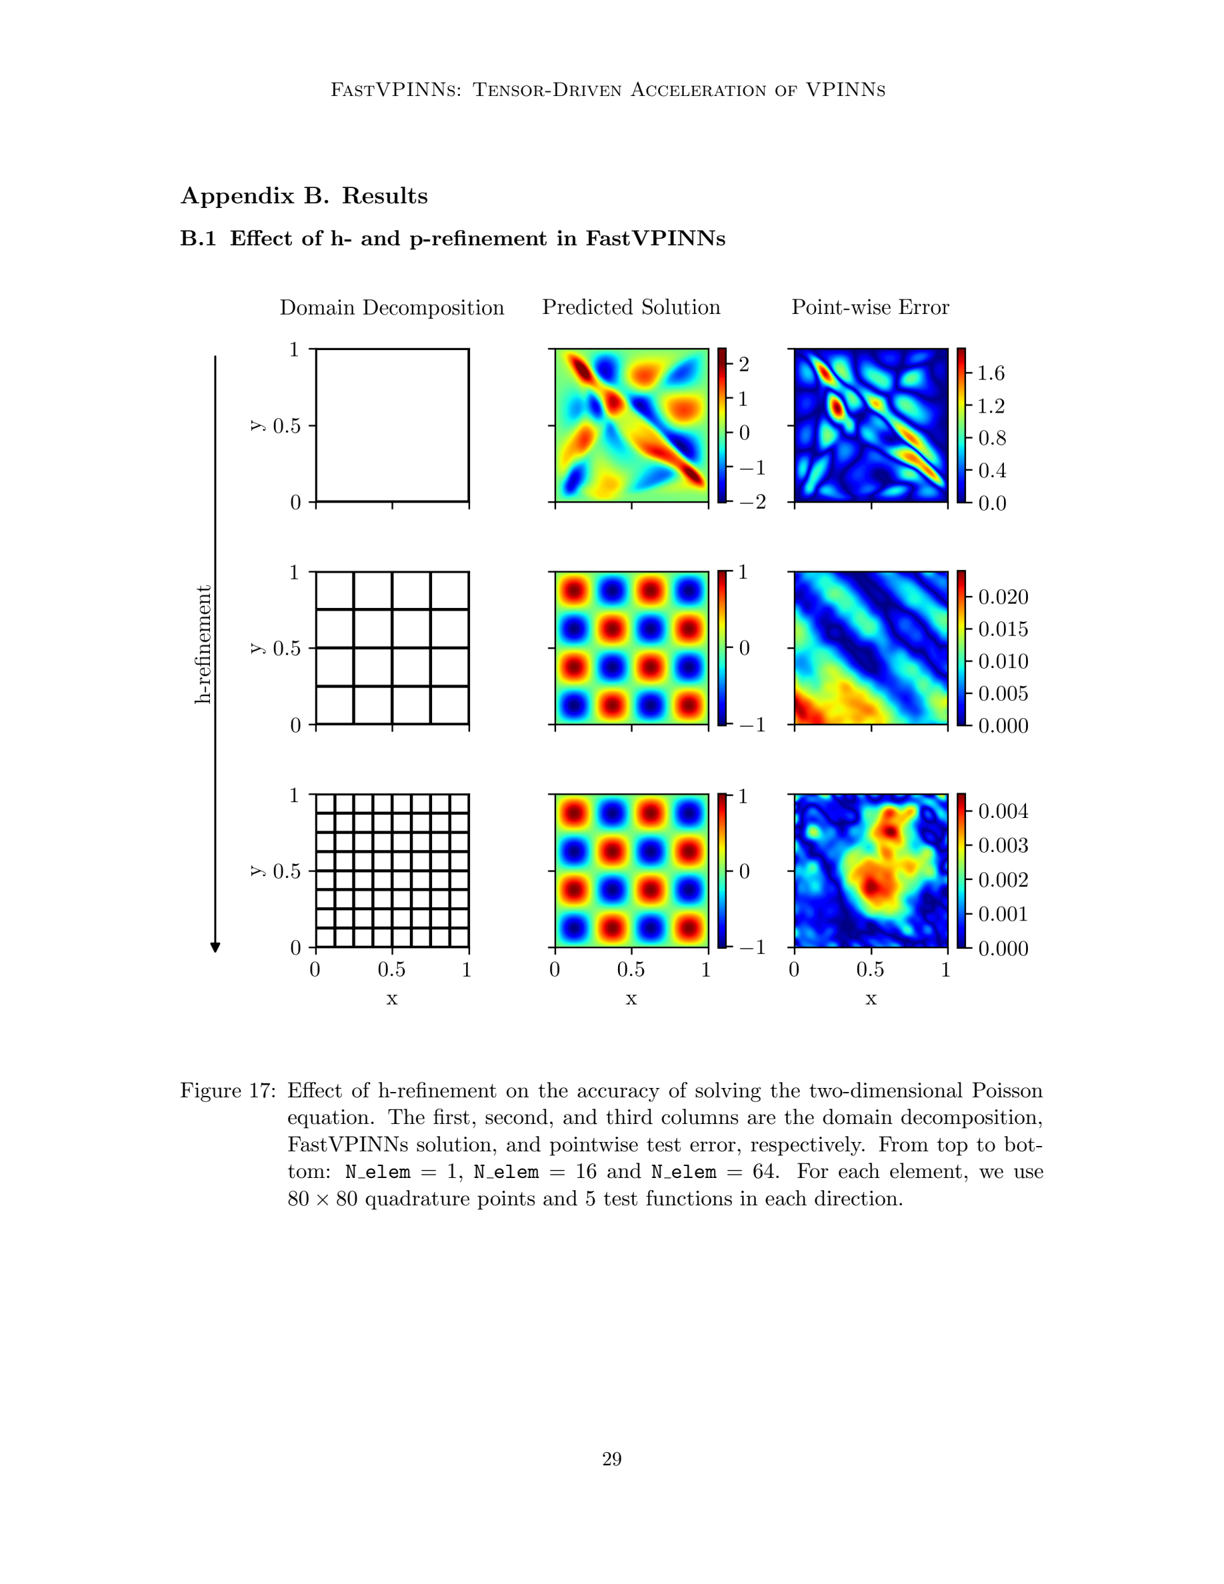 FASTVPINNS: TENSOR-DRIVEN ACCELERATION OF VPINNS
Appendix B. Results
B.1 Effect of h- and p-refinement in FastVPINNs
Domain Decomposition Predicted Solution Point-wise Error
h-refinement
1
0.5
0
y
2
1
0
−1
−2
1.6
1.2
0.8
0.4
0.0
1
0.5
0
y
1
0
−1
0.020
0.015
0.010
0.005
0.000
1
0.5
0
y
1
0
−1
0.004
0.003
0.002
0.001
0.000
0 0.5 1 0 0.5 1 0 0.5 1
x x x
Figure 17: Effect of h-refinement on the accuracy of solving the two-dimensional Poisson
equation. The first, second, and third columns are the domain decomposition,
FastVPINNs solution, and pointwise test error, respectively. From top to bot-
tom: N_elem = 1, N_elem = 16 and N_elem = 64. For each element, we use
80 × 80 quadrature points and 5 test functions in each direction.
29